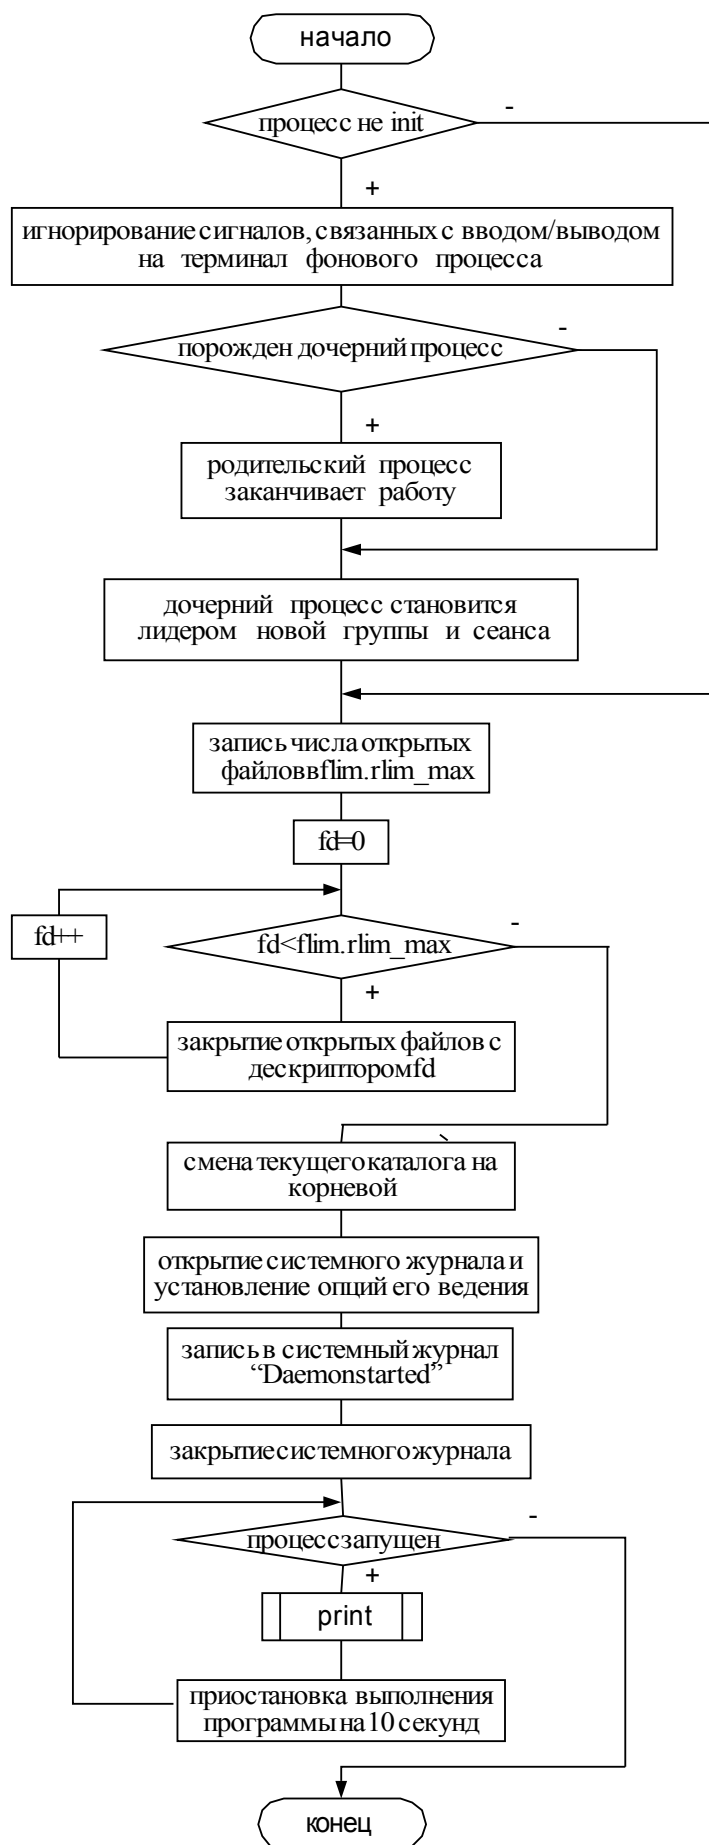 начало
процесс не init
-
+
игнорирование сигналов, связанных с вводом/выводом
на терминал фонового процесса
-
порожден дочерний процесс
+
родительский процесс
заканчивает работу
дочерний процесс становится
лидером новой группы и сеанса
запись числа открытых
файловвflim.rlim_max
fd=0
fd++
fd<flim.rlim_max
-
+
закрытие открытых файлов с
дескрипторомfd
смена текущего каталога на
корневой
открытие системного журнала и
установление опций его ведения
запись в системный журнал
“Daemonstarted”
закрытие системного журнала
-
процесс запущен
+
print
приостановка выполнения
программы на 10 секунд
конец